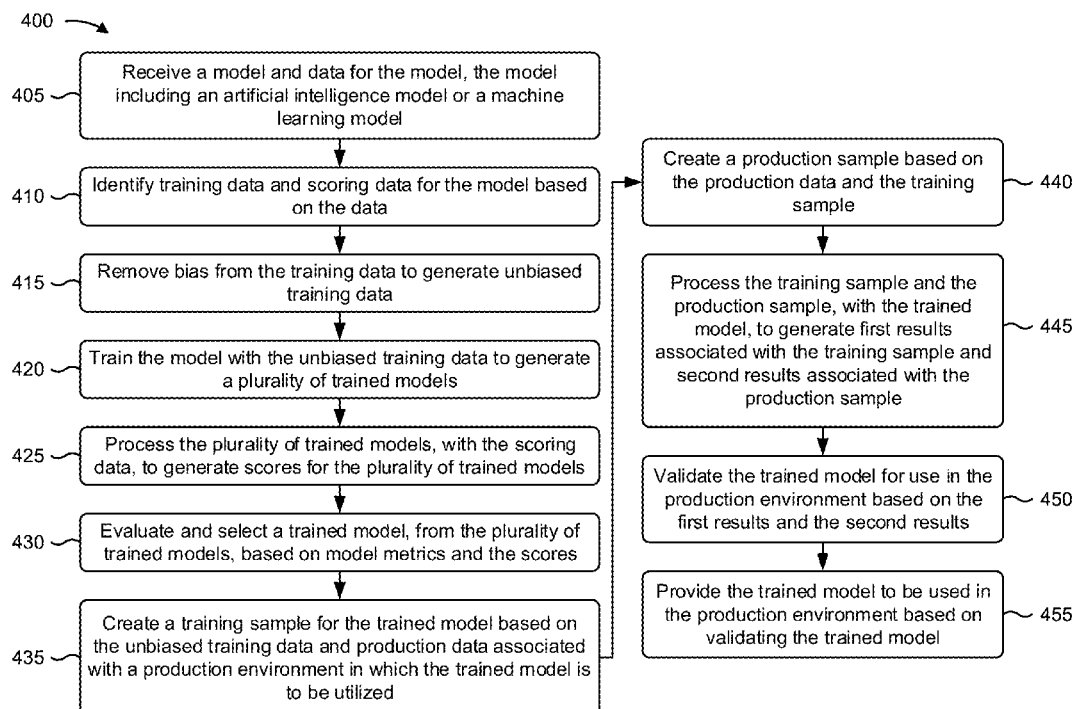 400
405
Receive a model and data for the model, the model
including an artificial intelligence model or a machine
learning model
410
Identify training data and scoring data for the model based
on the data
415
Remove bias from the training data to generate unbiased
training data
420
Train the model with the unbiased training data to generate
a plurality of trained models
425
Process the plurality of trained models, with the scoring
data, to generate scores for the plurality of trained models
430
Evaluate and select a trained model, from the plurality of
trained models, based on model metrics and the scores
435
Create a training sample for the trained model based on
the unbiased training data and production data associated
with a production environment in which the trained model is
to be utilized
Create a production sample based on
the production data and the training
sample
440
Process the training sample and the
production sample, with the trained
model, to generate first results
associated with the training sample and
second results associated with the
production sample
445
Validate the trained model for use in the
production environment based on the
first results and the second results
450
Provide the trained model to be used in
the production environment based on
validating the trained model
455